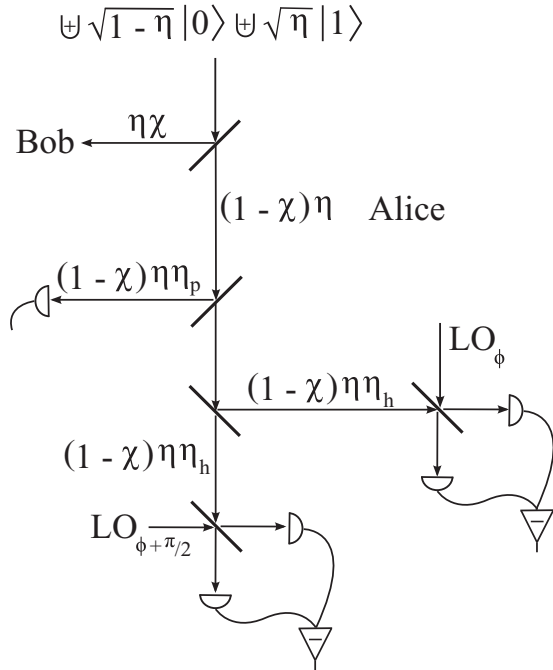 ⊎ √(1 - η) |0⟩ ⊎ √η |1⟩
Bob
ηχ
(1 - χ)η
Alice
(1 - χ)ηη_p
LO_ϕ
(1 - χ)ηη_h
(1 - χ)ηη_h
LO_ϕ+π/2
−
−